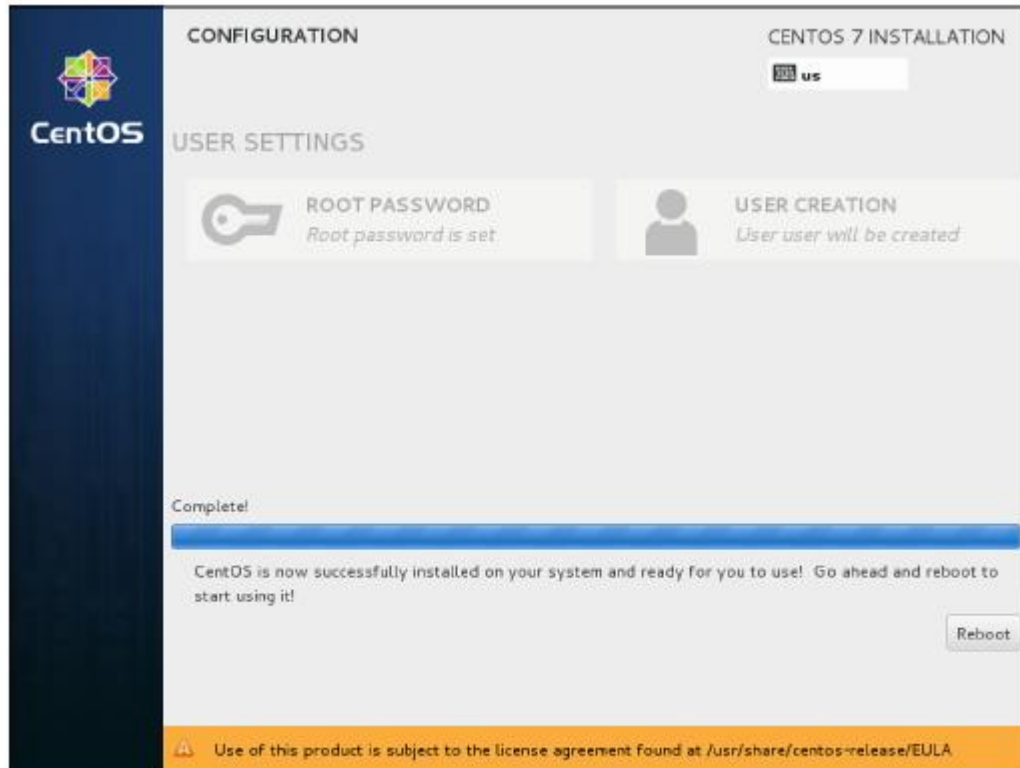 CentOS
CONFIGURATION
CENTOS 7 INSTALLATION
us
USER SETTINGS
ROOT PASSWORD
Root password is set
USER CREATION
User user will be created
Complete!
CentOS is now successfully installed on your system and ready for you to use! Go ahead and reboot to
start using it!
Reboot
Use of this product is subject to the license agreement found at /usr/share/centos-release/EULA